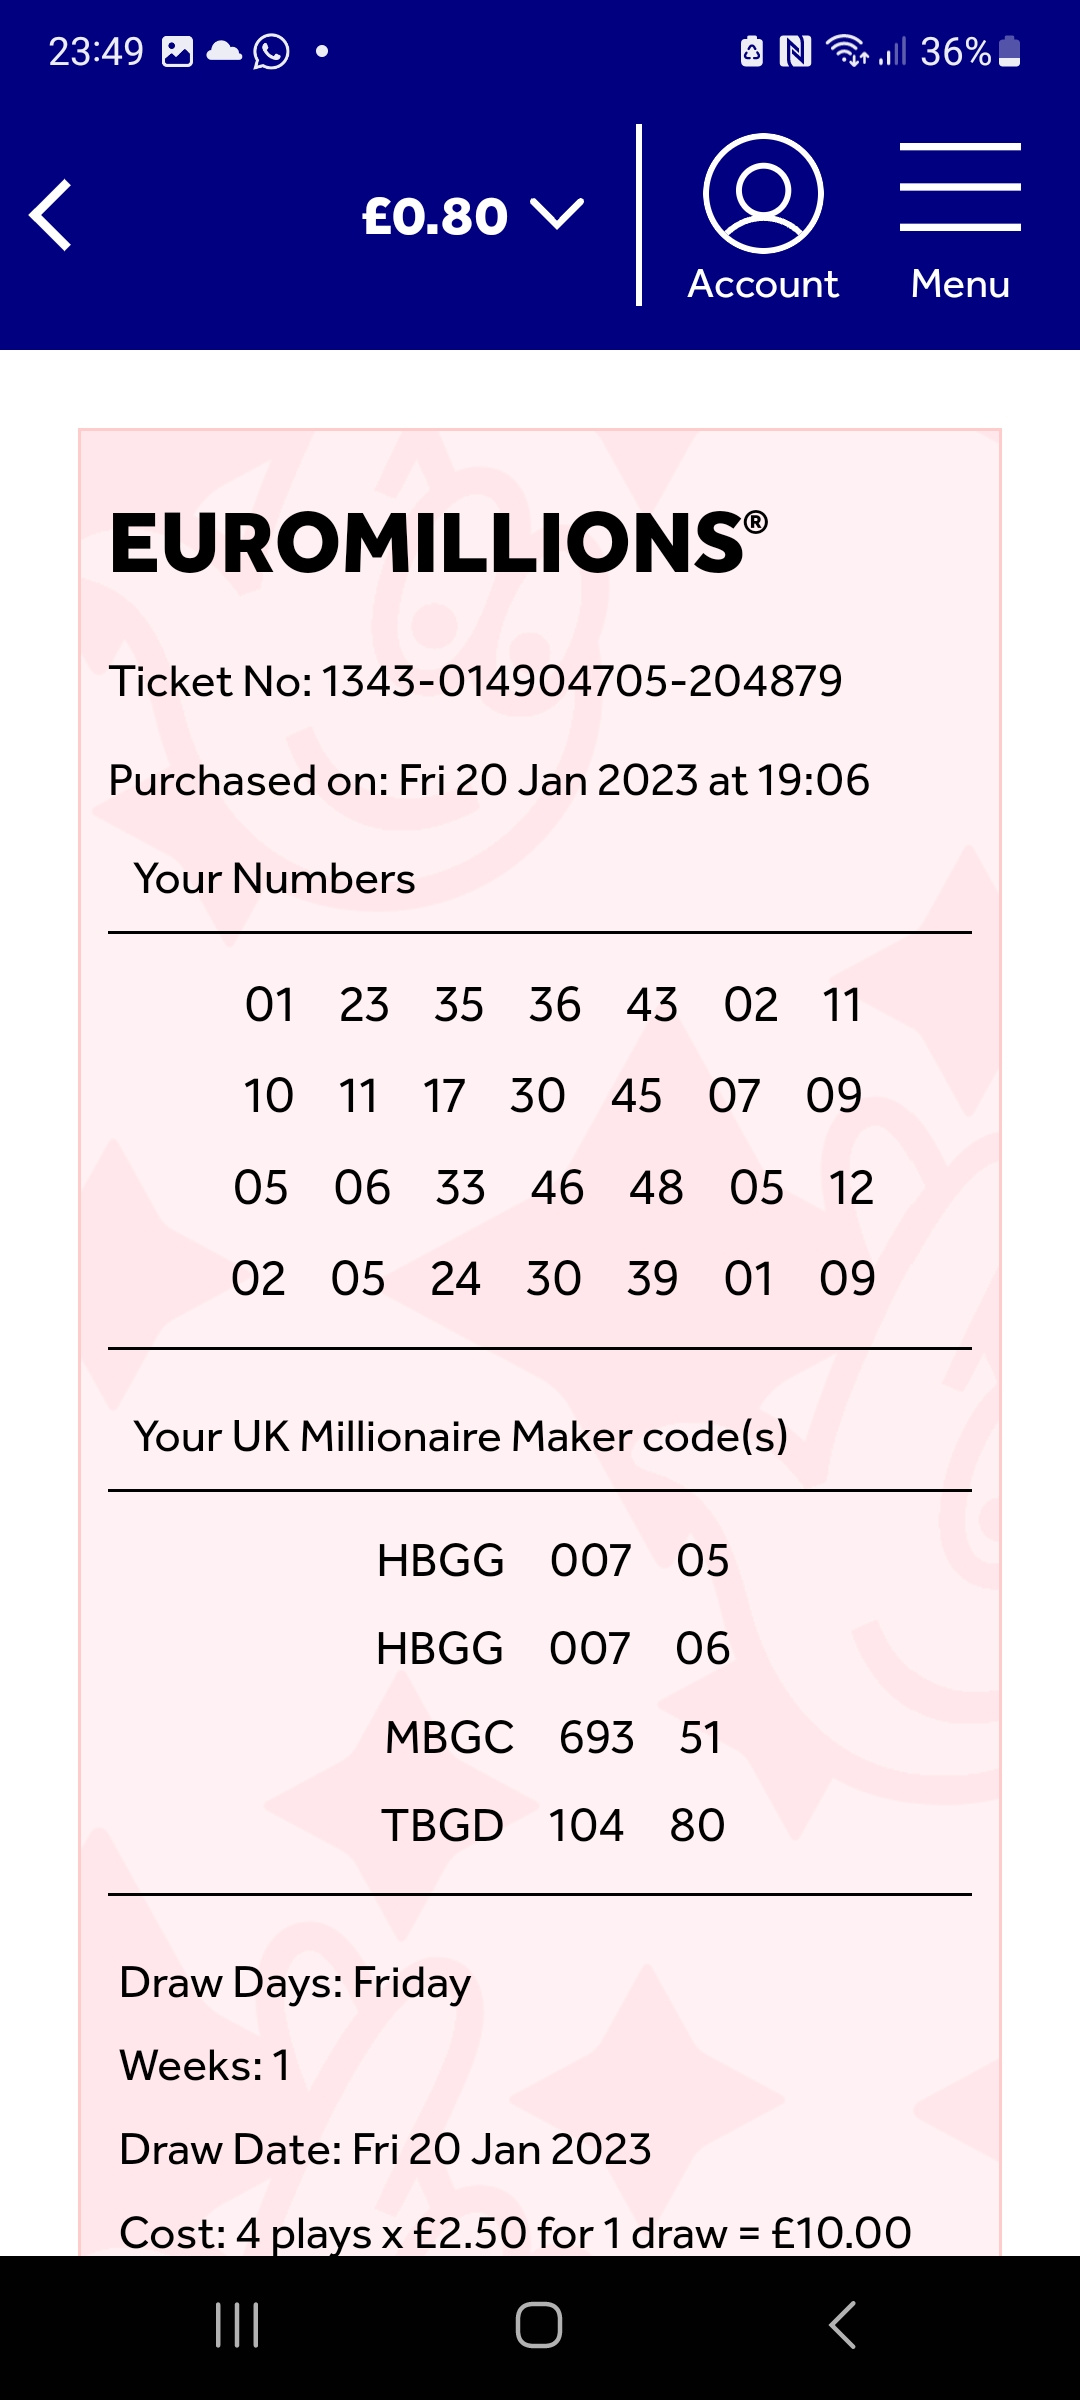 23:49 36%
£0.80
Account Menu
EUROMILLIONS®
Ticket No: 1343-014904705-204879
Purchased on: Fri 20 Jan 2023 at 19:06
Your Numbers
01 23 35 36 43 02 11
10 11 17 30 45 07 09
05 06 33 46 48 05 12
02 05 24 30 39 01 09
Your UK Millionaire Maker code(s)
HBGG 007 05
HBGG 007 06
MBGC 693 51
TBGD 104 80
Draw Days: Friday
Weeks: 1
Draw Date: Fri 20 Jan 2023
Cost: 4 plays x £2.50 for 1 draw = £10.00